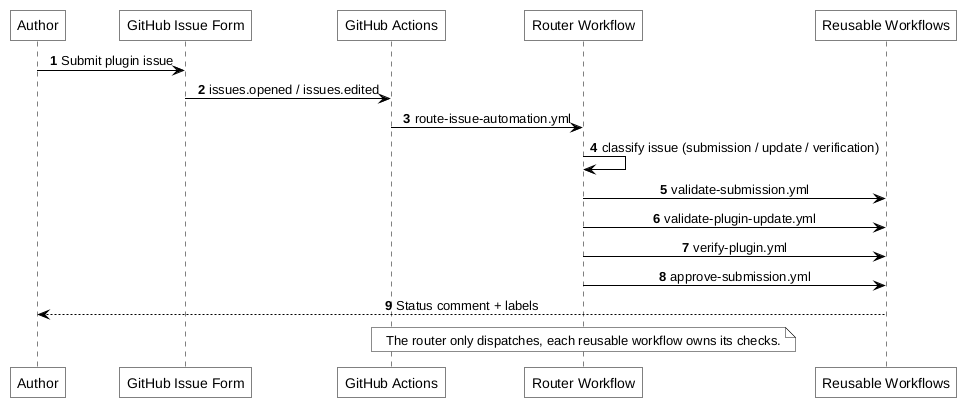 Author
GitHub Issue Form
GitHub Actions
Router Workflow
Reusable Workflows
1 Submit plugin issue
2 issues.opened / issues.edited
3 route-issue-automation.yml
4 classify issue (submission / update / verification)
5 validate-submission.yml
6 validate-plugin-update.yml
7 verify-plugin.yml
8 approve-submission.yml
9 Status comment + labels
The router only dispatches, each reusable workflow owns its checks.
Author
GitHub Issue Form
GitHub Actions
Router Workflow
Reusable Workflows